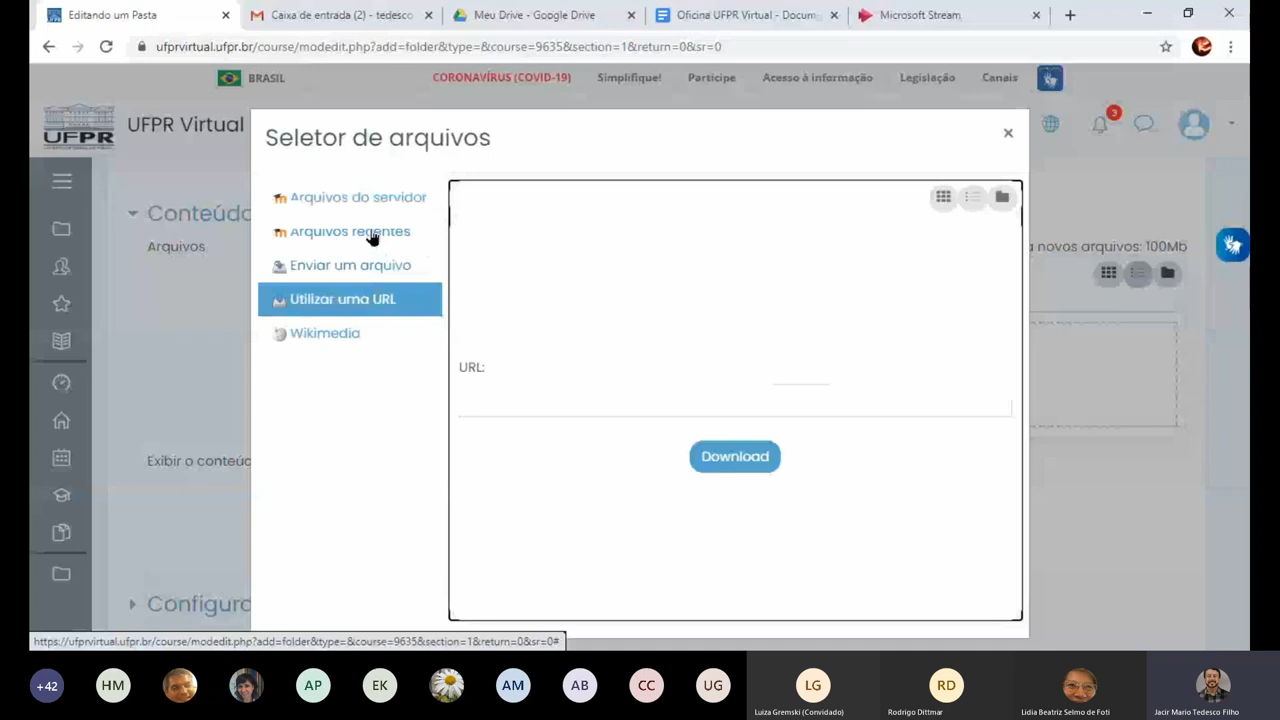 Editando um Pasta
Caixa de entrada (2) - tedesco
Meu Drive - Google Drive
Oficina UFPR Virtual - Docum
Microsoft Stream
ufprvirtual.ufpr.br/course/modedit.php?add=folder&type=&course=9635&section=1&return=0&sr=0
BRASIL
CORONAVÍRUS (COVID-19)
Simplifique!
Participe
Acesso à informação
Legislação
Canais
UFPR
UFPR Virtual
3
Seletor de arquivos
Arquivos do servidor
Arquivos recentes
Enviar um arquivo
Utilizar uma URL
Wikimedia
URL:
Download
Conteúdo
Arquivos
a novos arquivos: 100Mb
Exibir o conteúd
Configurc
https://ufprvirtual.ufpr.br/course/modedit.php?add=folder&type=&course=9635&section=1&return=0&sr=0#
+42
HM
AP
EK
AM
AB
CC
UG
LG
RD
Luiza Gremski (Convidado)
Rodrigo Dittmar
Lidia Beatriz Selmo de Foti
Jacir Mario Tedesco Filho